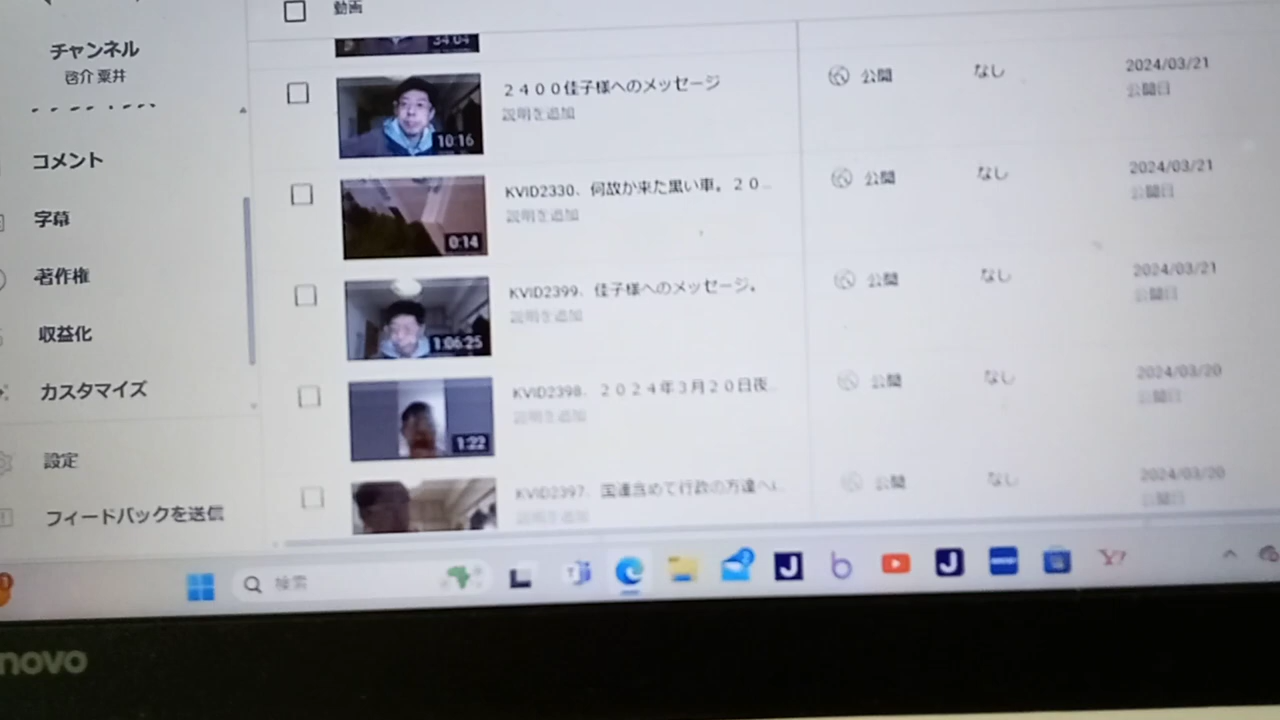 動画
チャンネル
啓介 粟井
コメント
字幕
著作権
収益化
カスタマイズ
設定
フィードバックを送信
34:04
10:16
２４００佳子様へのメッセージ
説明を追加
公開
なし
2024/03/21
公開日
0:14
KVID2330、何故か来た黒い車。２０...
説明を追加
公開
なし
2024/03/21
公開日
1:06:25
KVID2399、佳子様へのメッセージ。
説明を追加
公開
なし
2024/03/21
公開日
1:22
KVID2398、２０２４年３月２０日夜...
説明を追加
公開
なし
2024/03/20
公開日
KVID2397、国連含めて行政の方達へ(...
説明を追加
公開
なし
2024/03/20
公開日
検索
novo